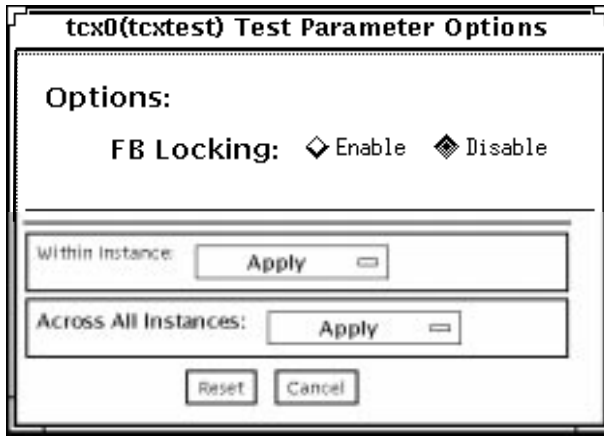 tcx0(tcxtest) Test Parameter Options
Options:
FB Locking: Enable Disable
Within Instance: Apply
Across All Instances: Apply
Reset Cancel